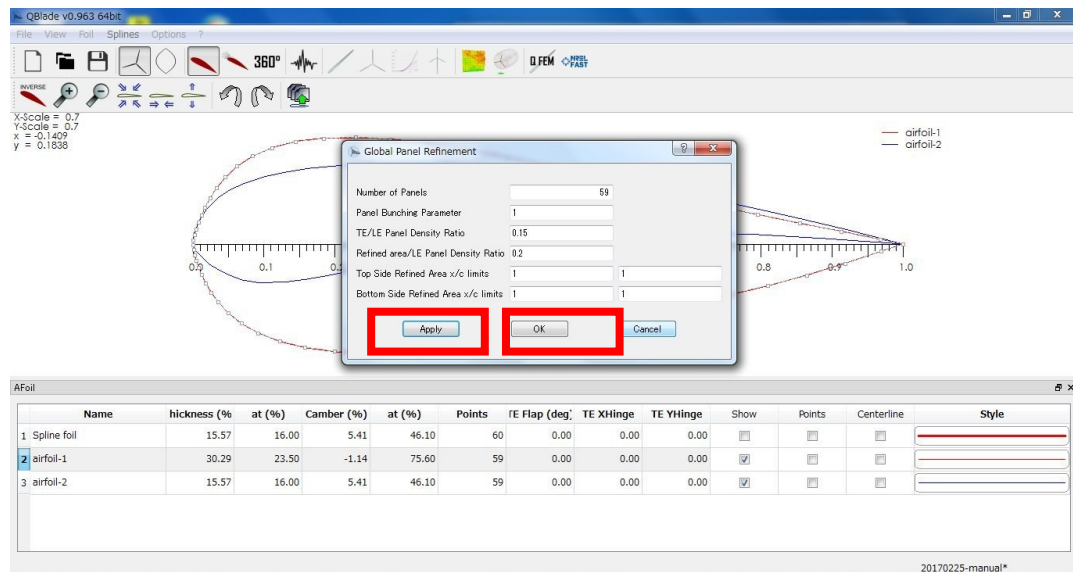 QBlade v0.963 64bit
File View Foil Splines Options ?
360° Q FEM NREL FAST
INVERSE
X-Scale = 0.7
Y-Scale = 0.7
x = -0.1409
y = 0.1838
airfoil-1
airfoil-2
Global Panel Refinement
Number of Panels 59
Panel Bunching Parameter 1
TE/LE Panel Density Ratio 0.15
Refined area/LE Panel Density Ratio 0.2
Top Side Refined Area x/c limits 1 1
Bottom Side Refined Area x/c limits 1 1
Apply OK Cancel
0.0 0.1 0.8 0.9 1.0
AFoil
Name hickness (% at (%) Camber (%) at (%) Points TE Flap (deg) TE XHinge TE YHinge Show Points Centerline Style
1 Spline foil 15.57 16.00 5.41 46.10 60 0.00 0.00 0.00
2 airfoil-1 30.29 23.50 -1.14 75.60 59 0.00 0.00 0.00
3 airfoil-2 15.57 16.00 5.41 46.10 59 0.00 0.00 0.00
20170225-manual*